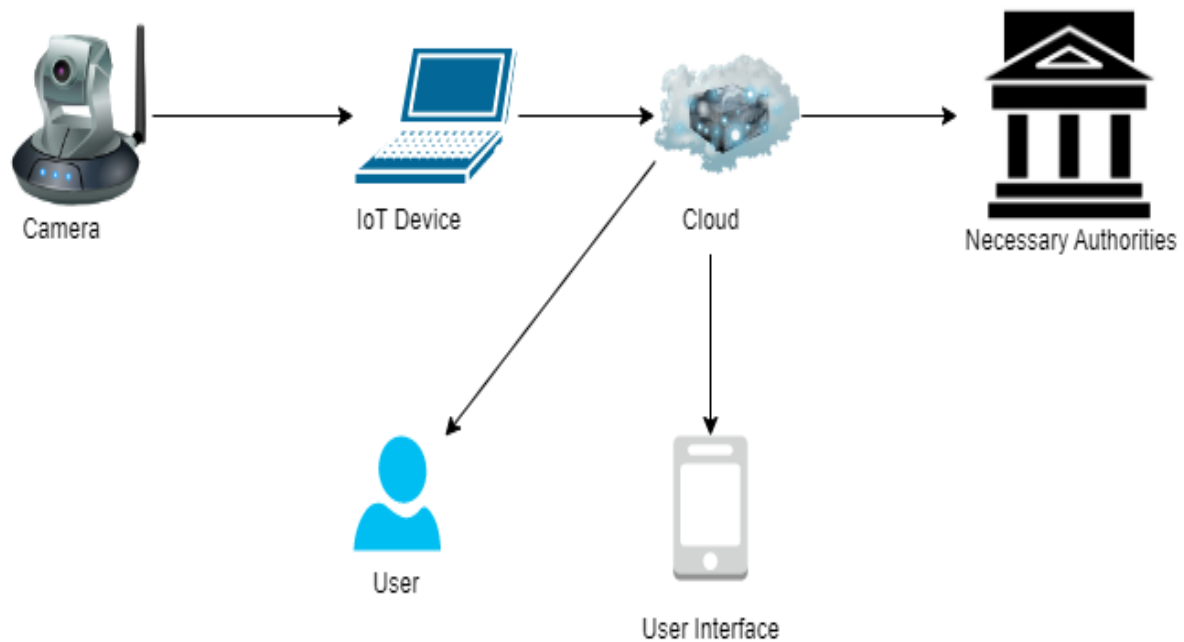 Camera
IoT Device
Cloud
Necessary Authorities
User
User Interface